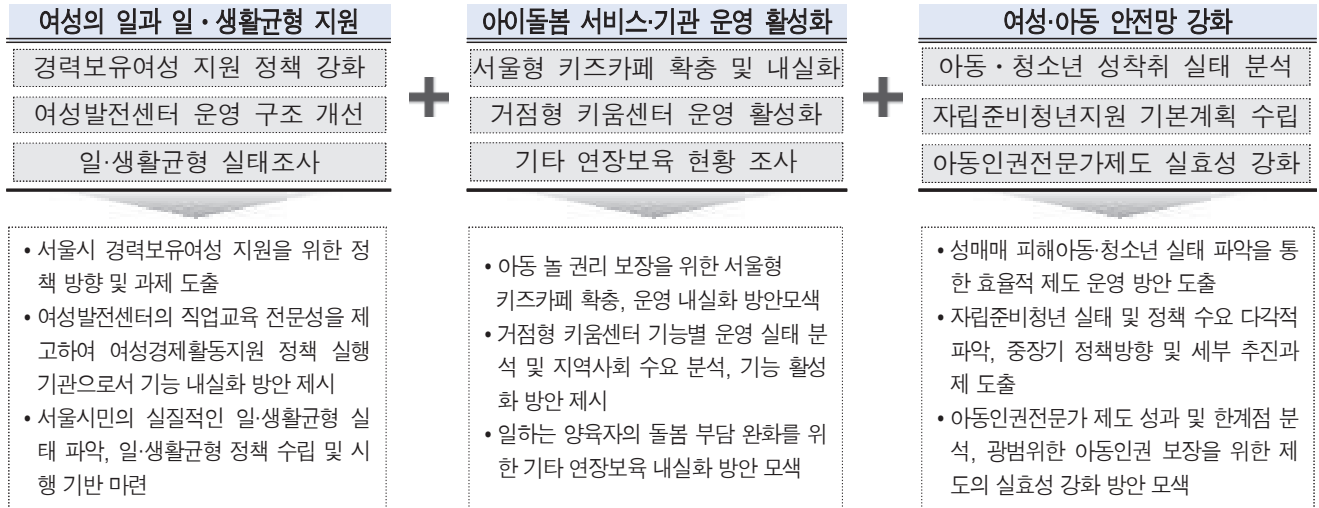 여성의 일과 일·생활균형 지원
경력보유여성 지원 정책 강화
여성발전센터 운영 구조 개선
일·생활균형 실태조사
• 서울시 경력보유여성 지원을 위한 정
책 방향 및 과제 도출
• 여성발전센터의 직업교육 전문성을 제
고하여 여성경제활동지원 정책 실행
기관으로서 기능 내실화 방안 제시
• 서울시민의 실질적인 일·생활균형 실
태 파악, 일·생활균형 정책 수립 및 시
행 기반 마련
+
아이돌봄 서비스·기관 운영 활성화
서울형 키즈카페 확충 및 내실화
거점형 키움센터 운영 활성화
기타 연장보육 현황 조사
• 아동 놀 권리 보장을 위한 서울형
키즈카페 확충, 운영 내실화 방안모색
• 거점형 키움센터 기능별 운영 실태 분
석 및 지역사회 수요 분석, 기능 활성
화 방안 제시
• 일하는 양육자의 돌봄 부담 완화를 위
한 기타 연장보육 내실화 방안 모색
+
여성·아동 안전망 강화
아동·청소년 성착취 실태 분석
자립준비청년지원 기본계획 수립
아동인권전문가제도 실효성 강화
• 성매매 피해아동·청소년 실태 파악을 통
한 효율적 제도 운영 방안 도출
• 자립준비청년 실태 및 정책 수요 다각적
파악, 중장기 정책방향 및 세부 추진과
제 도출
• 아동인권전문가 제도 성과 및 한계점 분
석, 광범위한 아동인권 보장을 위한 제
도의 실효성 강화 방안 모색